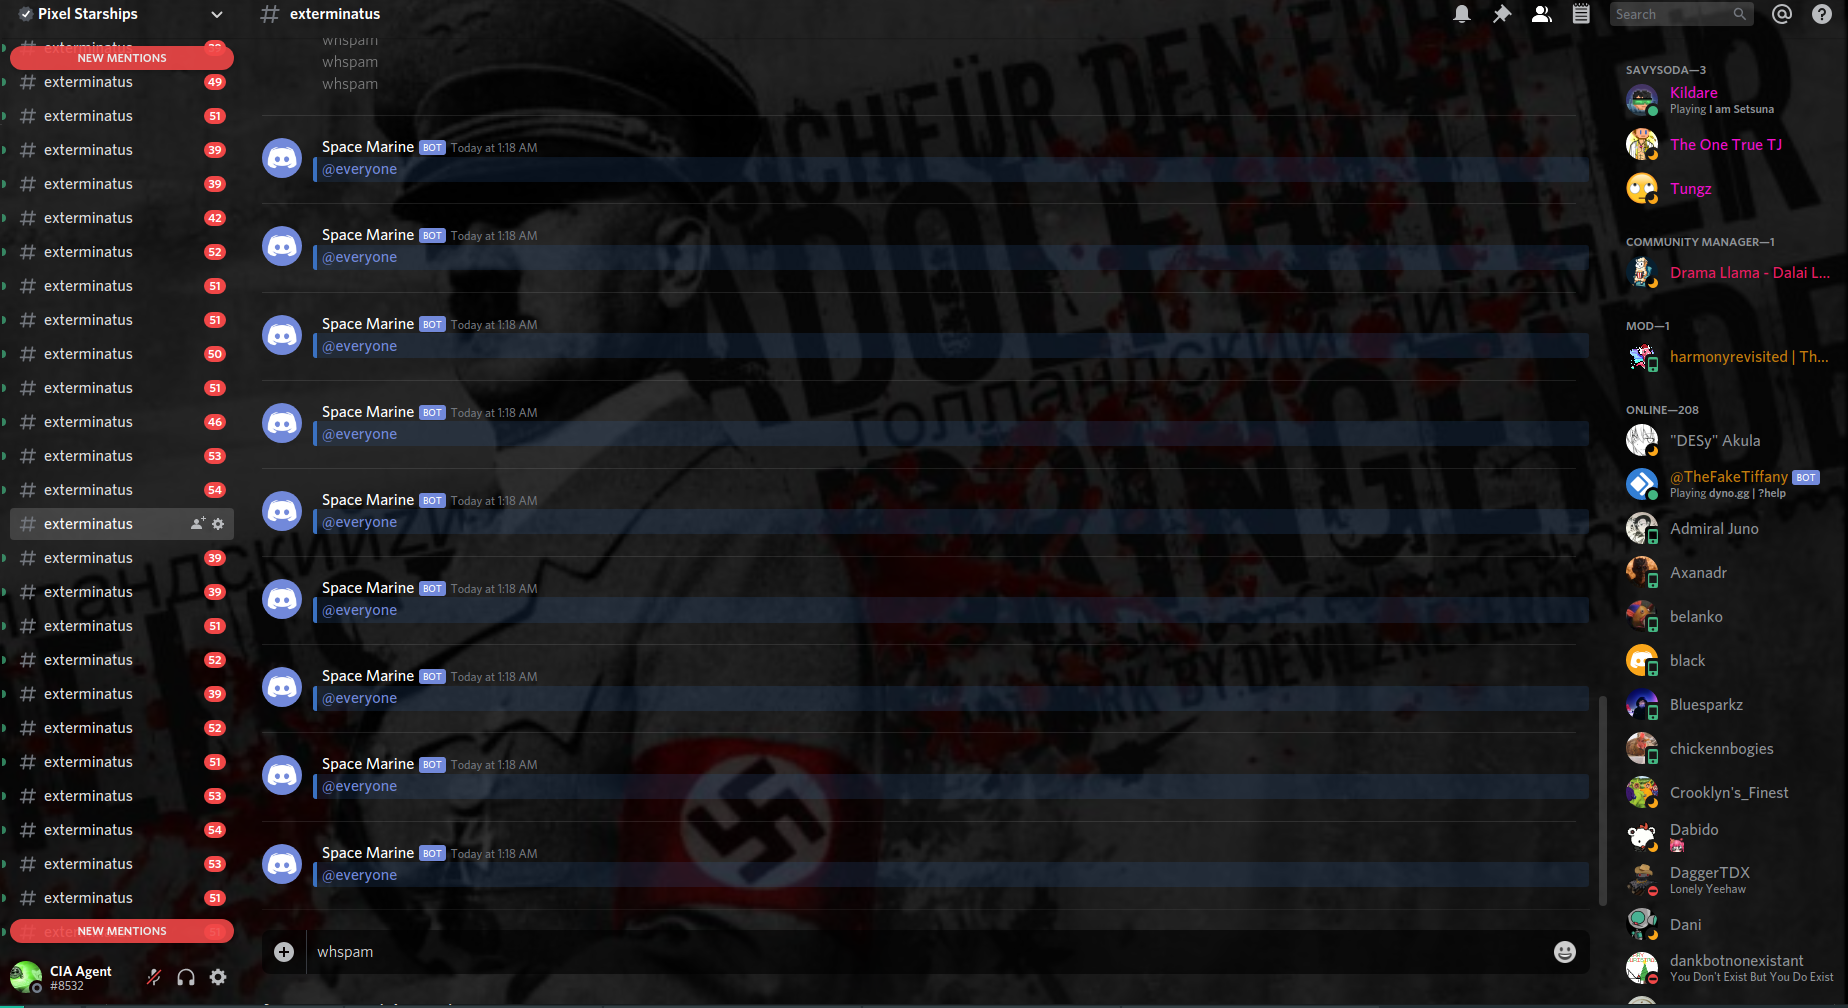 Pixel Starships
NEW MENTIONS
exterminatus 49
exterminatus 51
exterminatus 39
exterminatus 39
exterminatus 42
exterminatus 52
exterminatus 51
exterminatus 51
exterminatus 50
exterminatus 51
exterminatus 46
exterminatus 53
exterminatus 54
exterminatus
exterminatus 39
exterminatus 39
exterminatus 51
exterminatus 52
exterminatus 39
exterminatus 52
exterminatus 51
exterminatus 53
exterminatus 54
exterminatus 53
exterminatus 51
NEW MENTIONS
CIA Agent
#8532
# exterminatus
whspam
whspam
whspam
Space Marine BOT Today at 1:18 AM
@everyone
Space Marine BOT Today at 1:18 AM
@everyone
Space Marine BOT Today at 1:18 AM
@everyone
Space Marine BOT Today at 1:18 AM
@everyone
Space Marine BOT Today at 1:18 AM
@everyone
Space Marine BOT Today at 1:18 AM
@everyone
Space Marine BOT Today at 1:18 AM
@everyone
Space Marine BOT Today at 1:18 AM
@everyone
Space Marine BOT Today at 1:18 AM
@everyone
whspam
Search
SAVYSODA—3
Kildare
Playing I am Setsuna
The One True TJ
Tungz
COMMUNITY MANAGER—1
Drama Llama - Dalai L...
MOD—1
harmonyrevisited | Th...
ONLINE—208
"DESy" Akula
@TheFakeTiffany BOT
Playing dyno.gg | ?help
Admiral Juno
Axanadr
belanko
black
Bluesparkz
chickennbogies
Crooklyn's_Finest
Dabido
DaggerTDX
Lonely Yeehaw
Dani
dankbotnonexistant
You Don't Exist But You Do Exist
DEN FÜHRER
ADOLF HITLER
голландский